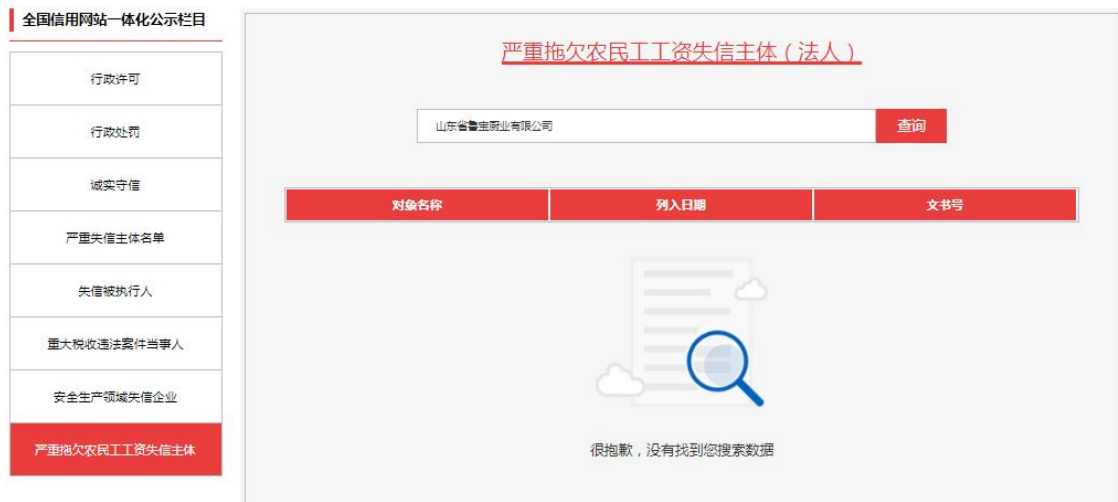 全国信用网站一体化公示栏目
行政许可
行政处罚
诚实守信
严重失信主体名单
失信被执行人
重大税收违法案件当事人
安全生产领域失信企业
严重拖欠农民工工资失信主体
严重拖欠农民工工资失信主体（法人）
山东省鲁宝厨业有限公司
查询
对象名称 列入日期 文书号
很抱歉，没有找到您搜索数据